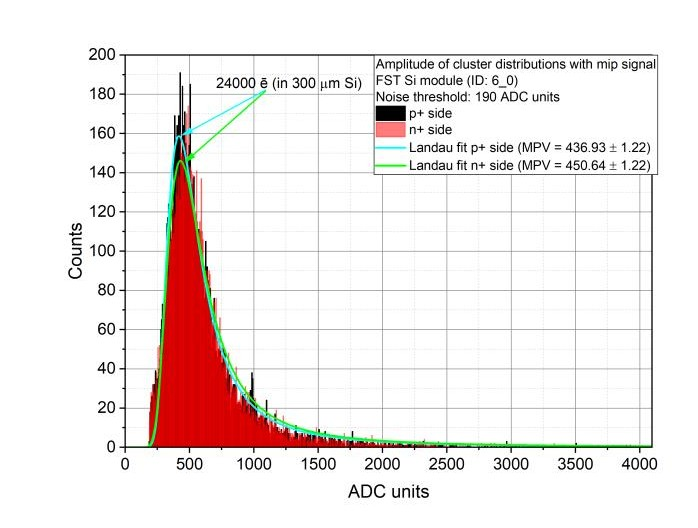 Amplitude of cluster distributions with mip signal
FST Si module (ID: 6_0)
Noise threshold: 190 ADC units
p+ side
n+ side
Landau fit p+ side (MPV = 436.93 ± 1.22)
Landau fit n+ side (MPV = 450.64 ± 1.22)
24000 ē (in 300 μm Si)
Counts
200
180
160
140
120
100
80
60
40
20
0
0 500 1000 1500 2000 2500 3000 3500 4000
ADC units